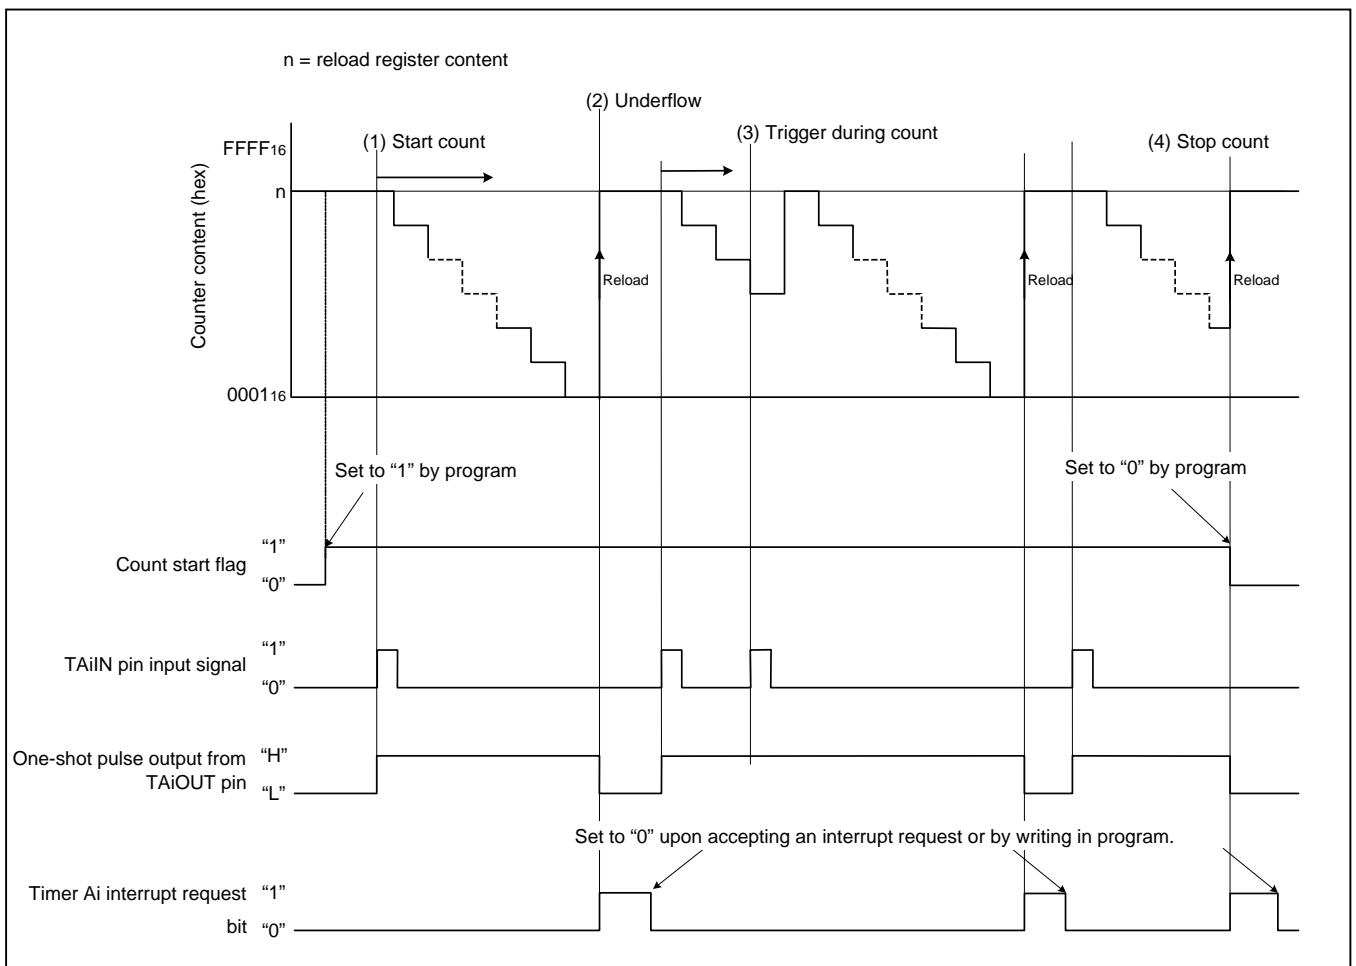 n = reload register content
(2) Underflow
(1) Start count
(3) Trigger during count
(4) Stop count
FFFF16
n
Counter content (hex)
Reload
Reload
Reload
000116
Set to “1” by program
Set to “0” by program
“1”
Count start flag
“0”
“1”
TAiIN pin input signal
“0”
One-shot pulse output from
“H”
TAiOUT pin
“L”
Set to “0” upon accepting an interrupt request or by writing in program.
Timer Ai interrupt request
“1”
bit
“0”